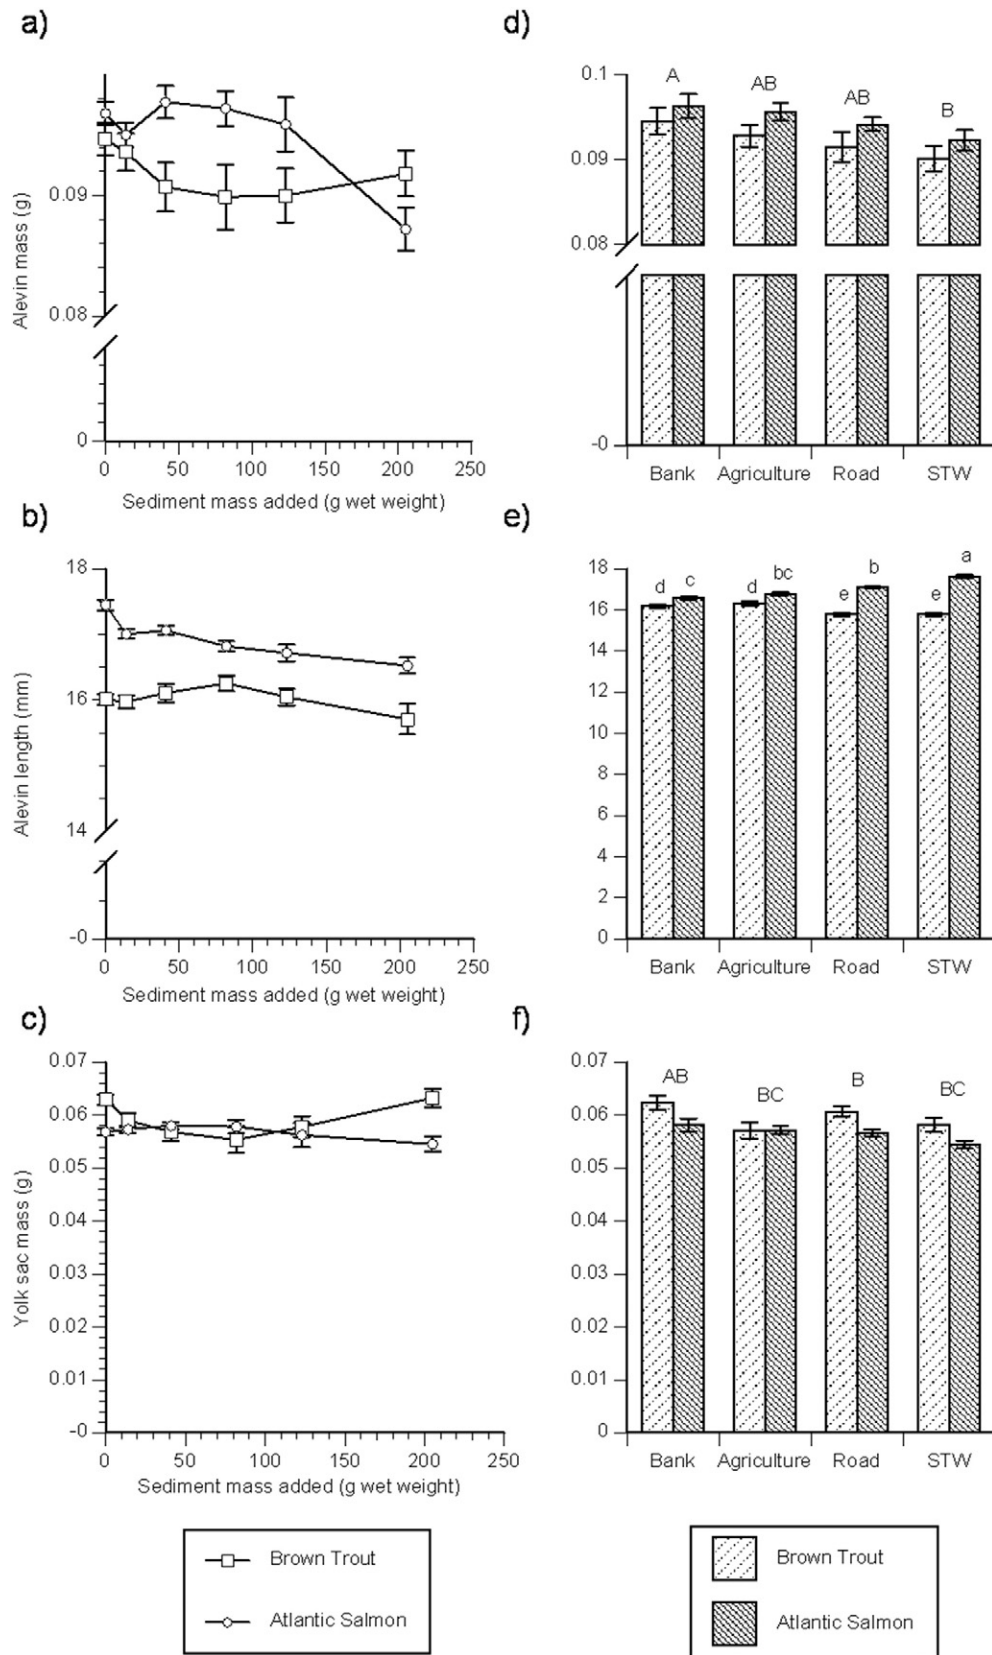 a)
Alevin mass (g)
0.09
0.08
0
0 50 100 150 200 250
Sediment mass added (g wet weight)
d)
0.1
0.09
0.08
-0
A AB AB B
Bank Agriculture Road STW
b)
Alevin length (mm)
18
16
14
-0
0 50 100 150 200 250
Sediment mass added (g wet weight)
e)
18
16
14
12
10
8
6
4
2
0
d c d bc e b e a
Bank Agriculture Road STW
c)
Yolk sac mass (g)
0.07
0.06
0.05
0.04
0.03
0.02
0.01
-0
0 50 100 150 200 250
Sediment mass added (g wet weight)
f)
0.07
0.06
0.05
0.04
0.03
0.02
0.01
0
AB BC B BC
Bank Agriculture Road STW
Brown Trout
Atlantic Salmon
Brown Trout
Atlantic Salmon